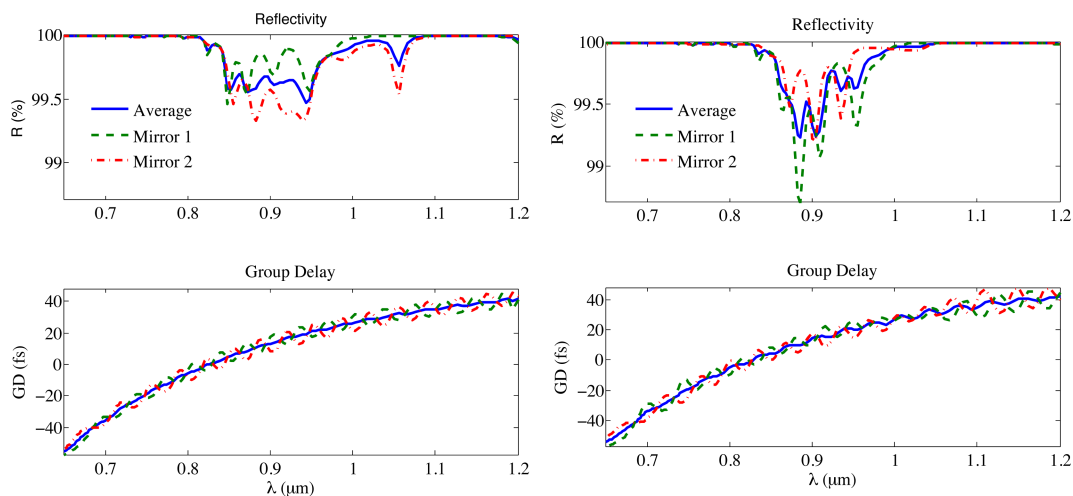 Reflectivity
100
99.5
99
R (%)
Average
Mirror 1
Mirror 2
0.7 0.8 0.9 1 1.1 1.2
Group Delay
40
20
0
−20
−40
GD (fs)
0.7 0.8 0.9 1 1.1 1.2
λ (μm)
Reflectivity
100
99.5
99
R (%)
Average
Mirror 1
Mirror 2
0.7 0.8 0.9 1 1.1 1.2
Group Delay
40
20
0
−20
−40
GD (fs)
0.7 0.8 0.9 1 1.1 1.2
λ (μm)